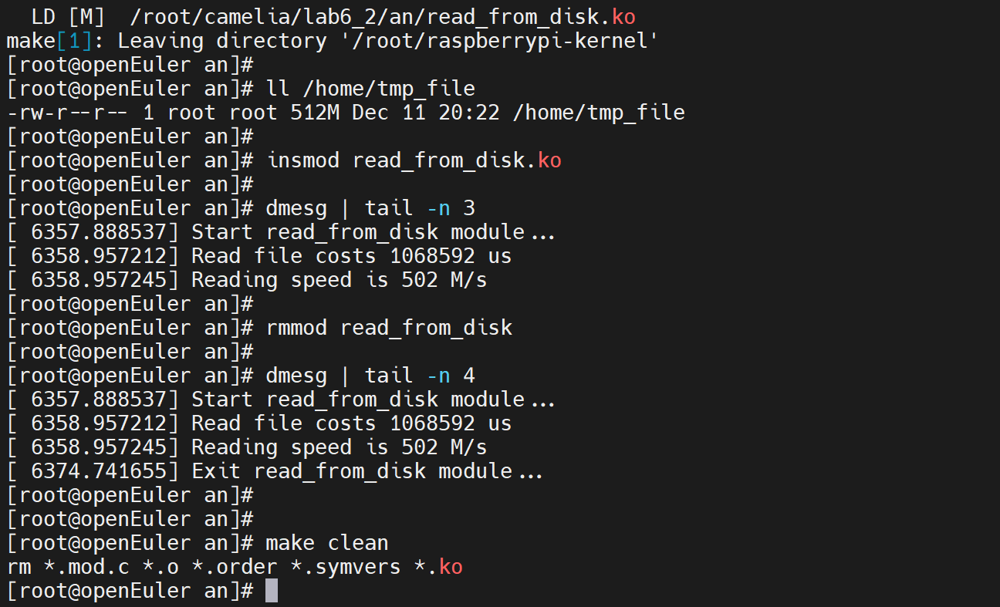 LD [M]  /root/camelia/lab6_2/an/read_from_disk.ko
make[1]: Leaving directory '/root/raspberrypi-kernel'
[root@openEuler an]#
[root@openEuler an]# ll /home/tmp_file
-rw-r--r-- 1 root root 512M Dec 11 20:22 /home/tmp_file
[root@openEuler an]#
[root@openEuler an]# insmod read_from_disk.ko
[root@openEuler an]#
[root@openEuler an]# dmesg | tail -n 3
[ 6357.888537] Start read_from_disk module...
[ 6358.957212] Read file costs 1068592 us
[ 6358.957245] Reading speed is 502 M/s
[root@openEuler an]#
[root@openEuler an]# rmmod read_from_disk
[root@openEuler an]#
[root@openEuler an]# dmesg | tail -n 4
[ 6357.888537] Start read_from_disk module...
[ 6358.957212] Read file costs 1068592 us
[ 6358.957245] Reading speed is 502 M/s
[ 6374.741655] Exit read_from_disk module...
[root@openEuler an]#
[root@openEuler an]#
[root@openEuler an]# make clean
rm *.mod.c *.o *.order *.symvers *.ko
[root@openEuler an]#